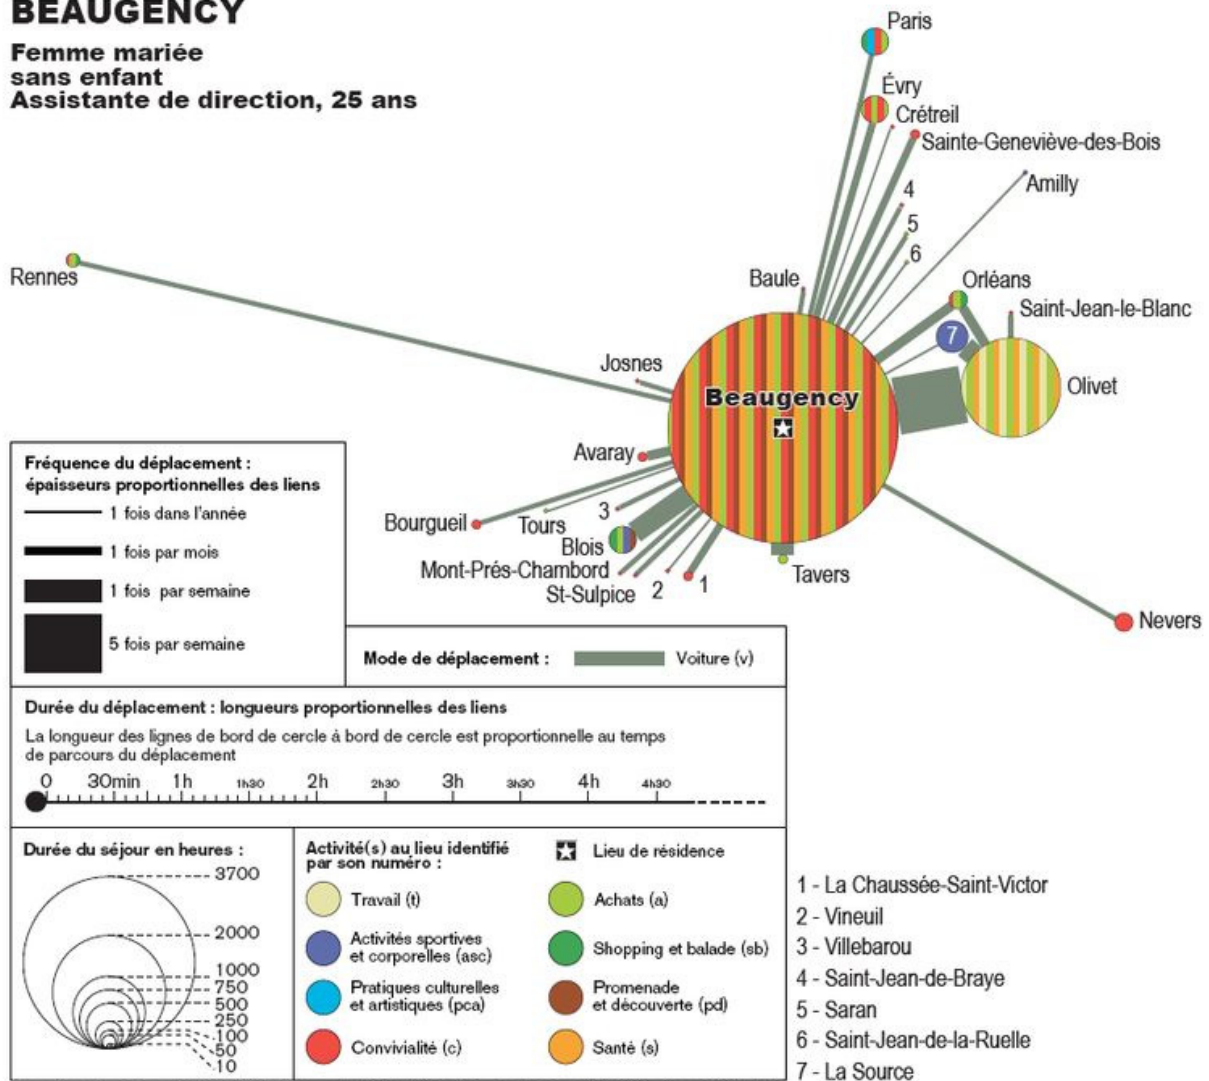 BEAUGENCY
Femme mariée
sans enfant
Assistante de direction, 25 ans
Paris
Évry
Crétreil
Sainte-Geneviève-des-Bois
Amilly
4
5
6
Baule
Orléans
Saint-Jean-le-Blanc
7
Olivet
Rennes
Josnes
Beaugency
Avaray
Bourgueil
Tours
3
Blois
Mont-Prés-Chambord
St-Sulpice
2
1
Tavers
Nevers
Fréquence du déplacement :
épaisseurs proportionnelles des liens
1 fois dans l'année
1 fois par mois
1 fois par semaine
5 fois par semaine
Mode de déplacement :
Voiture (v)
Durée du déplacement : longueurs proportionnelles des liens
La longueur des lignes de bord de cercle à bord de cercle est proportionnelle au temps
de parcours du déplacement
0 30min 1h 1h30 2h 2h30 3h 3h30 4h 4h30
Durée du séjour en heures :
3700
2000
1000
750
500
250
100
50
10
Activité(s) au lieu identifié
par son numéro :
Lieu de résidence
Travail (t)
Achats (a)
Activités sportives
et corporelles (asc)
Shopping et balade (sb)
Pratiques culturelles
et artistiques (pca)
Promenade
et découverte (pd)
Convivialité (c)
Santé (s)
1 - La Chaussée-Saint-Victor
2 - Vineuil
3 - Villebarou
4 - Saint-Jean-de-Braye
5 - Saran
6 - Saint-Jean-de-la-Ruelle
7 - La Source